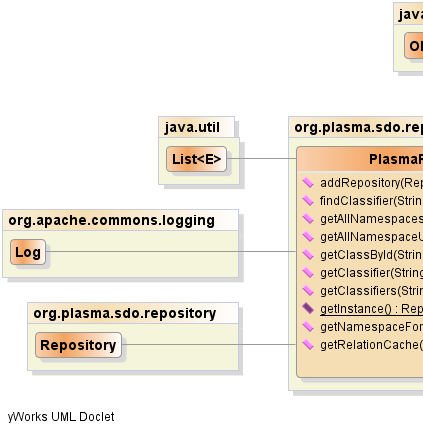 java.
O
java.util
List<E>
org.plasma.sdo.rep
PlasmaR
addRepository(Rep
findClassifier(Strin
getAllNamespaces
getAllNamespaceU
getClassById(Strin
getClassifier(String
getClassifiers(Strin
getInstance() : Rep
getNamespaceFor
getRelationCache(
org.apache.commons.logging
Log
org.plasma.sdo.repository
Repository
yWorks UML Doclet